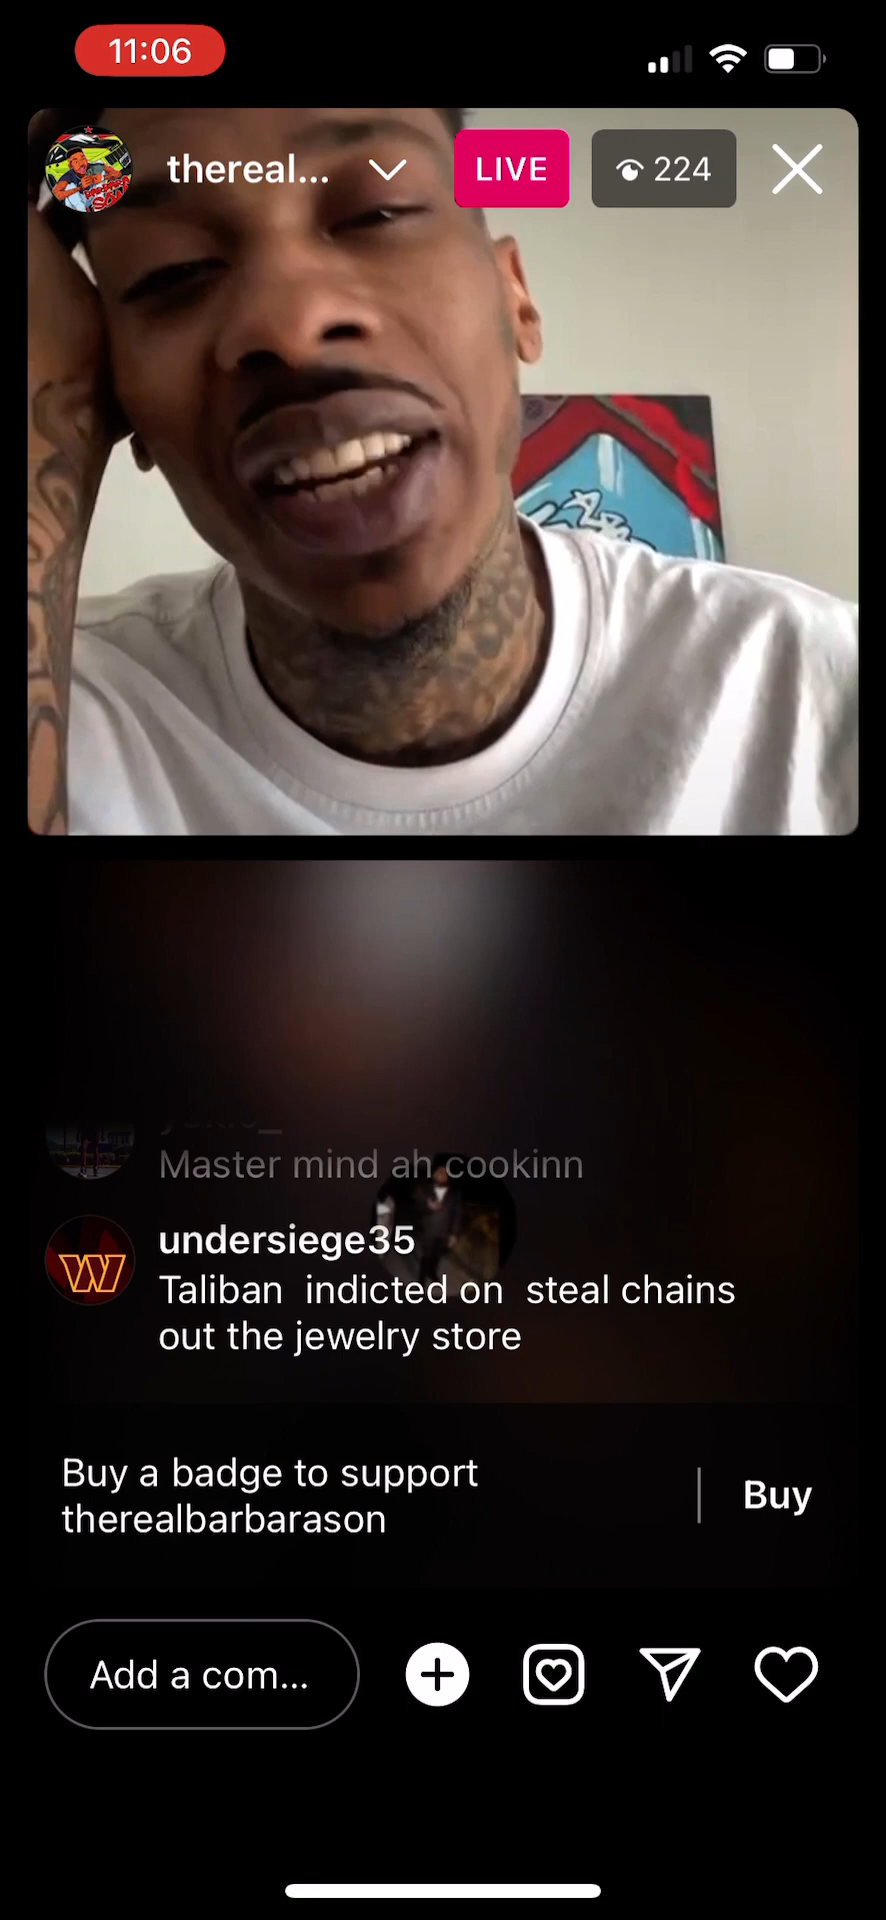 11:06
thereal...
LIVE
224
Master mind ah cookinn
undersiege35
Taliban indicted on steal chains
out the jewelry store
Buy a badge to support
therealbarbarason
Buy
Add a com...